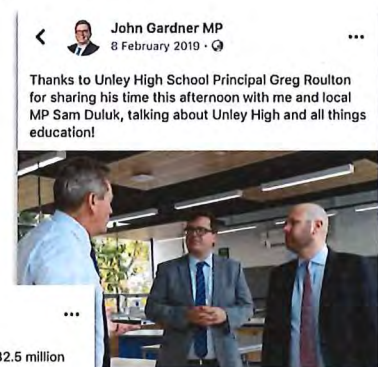 John Gardner MP
8 February 2019 ·
Thanks to Unley High School Principal Greg Roulton
for sharing his time this afternoon with me and local
MP Sam Duluk, talking about Unley High and all things
education!
32.5 million